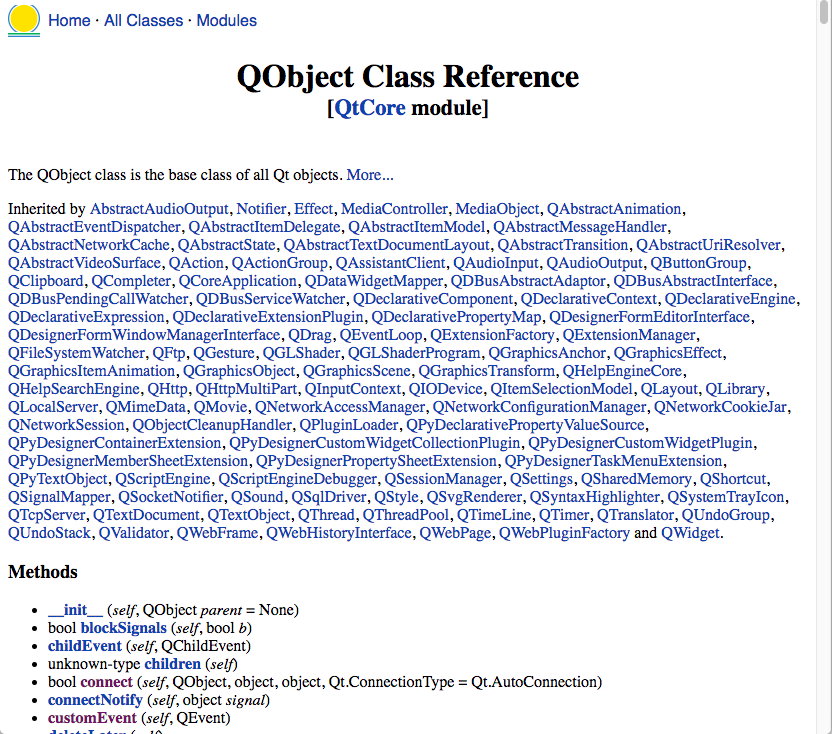 Home · All Classes · Modules
QObject Class Reference
[QtCore module]
The QObject class is the base class of all Qt objects. More...
Inherited by AbstractAudioOutput, Notifier, Effect, MediaController, MediaObject, QAbstractAnimation,
QAbstractEventDispatcher, QAbstractItemDelegate, QAbstractItemModel, QAbstractMessageHandler,
QAbstractNetworkCache, QAbstractState, QAbstractTextDocumentLayout, QAbstractTransition, QAbstractUriResolver,
QAbstractVideoSurface, QAction, QActionGroup, QAssistantClient, QAudioInput, QAudioOutput, QButtonGroup,
QClipboard, QCompleter, QCoreApplication, QDataWidgetMapper, QDBusAbstractAdaptor, QDBusAbstractInterface,
QDBusPendingCallWatcher, QDBusServiceWatcher, QDeclarativeComponent, QDeclarativeContext, QDeclarativeEngine,
QDeclarativeExpression, QDeclarativeExtensionPlugin, QDeclarativePropertyMap, QDesignerFormEditorInterface,
QDesignerFormWindowManagerInterface, QDrag, QEventLoop, QExtensionFactory, QExtensionManager,
QFileSystemWatcher, QFtp, QGesture, QGLShader, QGLShaderProgram, QGraphicsAnchor, QGraphicsEffect,
QGraphicsItemAnimation, QGraphicsObject, QGraphicsScene, QGraphicsTransform, QHelpEngineCore,
QHelpSearchEngine, QHttp, QHttpMultiPart, QInputContext, QIODevice, QItemSelectionModel, QLayout, QLibrary,
QLocalServer, QMimeData, QMovie, QNetworkAccessManager, QNetworkConfigurationManager, QNetworkCookieJar,
QNetworkSession, QObjectCleanupHandler, QPluginLoader, QPyDeclarativePropertyValueSource,
QPyDesignerContainerExtension, QPyDesignerCustomWidgetCollectionPlugin, QPyDesignerCustomWidgetPlugin,
QPyDesignerMemberSheetExtension, QPyDesignerPropertySheetExtension, QPyDesignerTaskMenuExtension,
QPyTextObject, QScriptEngine, QScriptEngineDebugger, QSessionManager, QSettings, QSharedMemory, QShortcut,
QSignalMapper, QSocketNotifier, QSound, QSqlDriver, QStyle, QSvgRenderer, QSyntaxHighlighter, QSystemTrayIcon,
QTcpServer, QTextDocument, QTextObject, QThread, QThreadPool, QTimeLine, QTimer, QTranslator, QUndoGroup,
QUndoStack, QValidator, QWebFrame, QWebHistoryInterface, QWebPage, QWebPluginFactory and QWidget.
Methods
• __init__ (self, QObject parent = None)
• bool blockSignals (self, bool b)
• childEvent (self, QChildEvent)
• unknown-type children (self)
• bool connect (self, QObject, object, object, Qt.ConnectionType = Qt.AutoConnection)
• connectNotify (self, object signal)
• customEvent (self, QEvent)